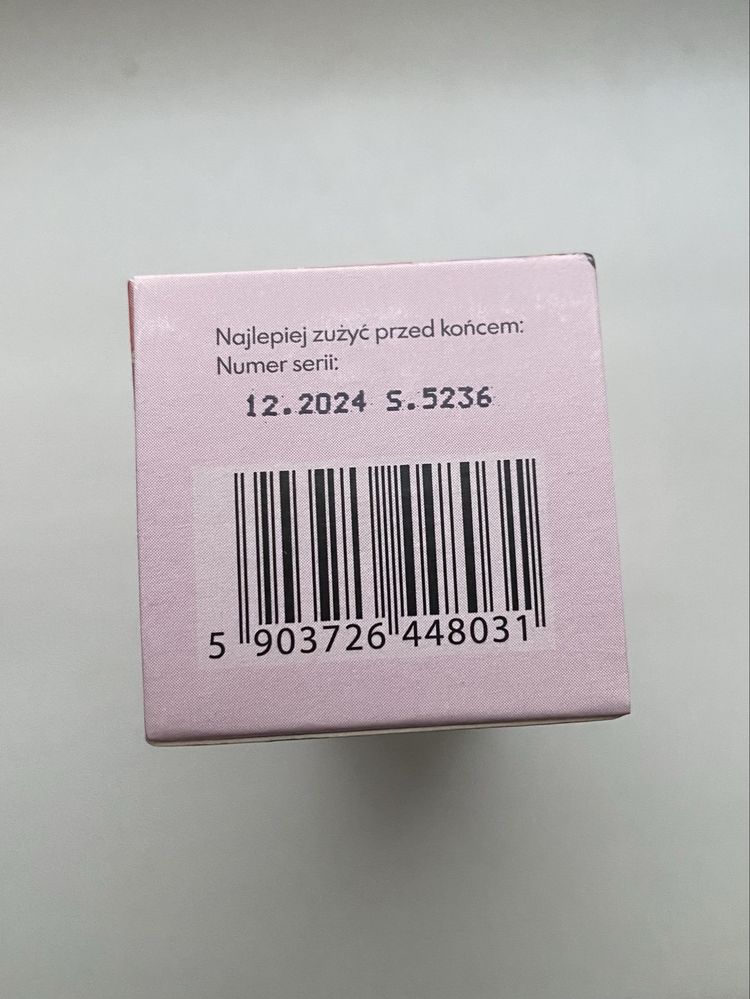 Najlepiej zużyć przed końcem:
Numer serii:
12.2024 S.5236
5 903726 448031